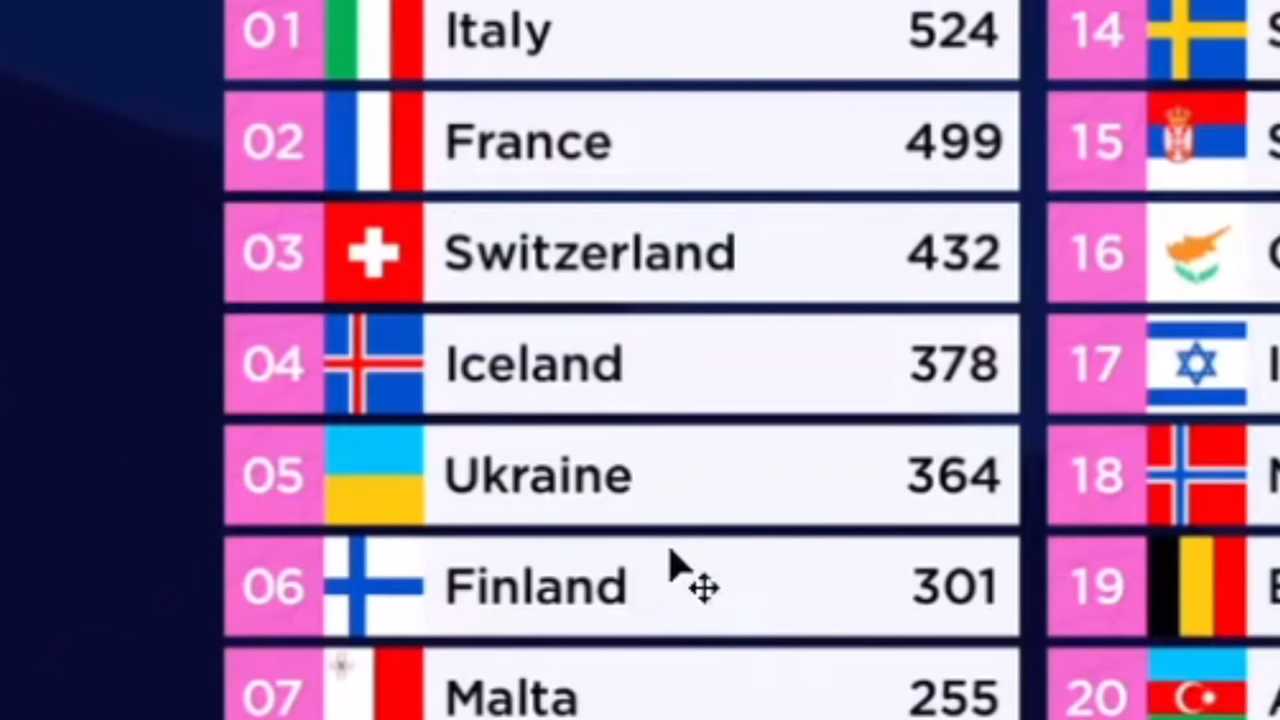 01 Italy 524
02 France 499
03 Switzerland 432
04 Iceland 378
05 Ukraine 364
06 Finland 301
07 Malta 255
14 S
15 S
16
17 I
18 N
19 E
20 A